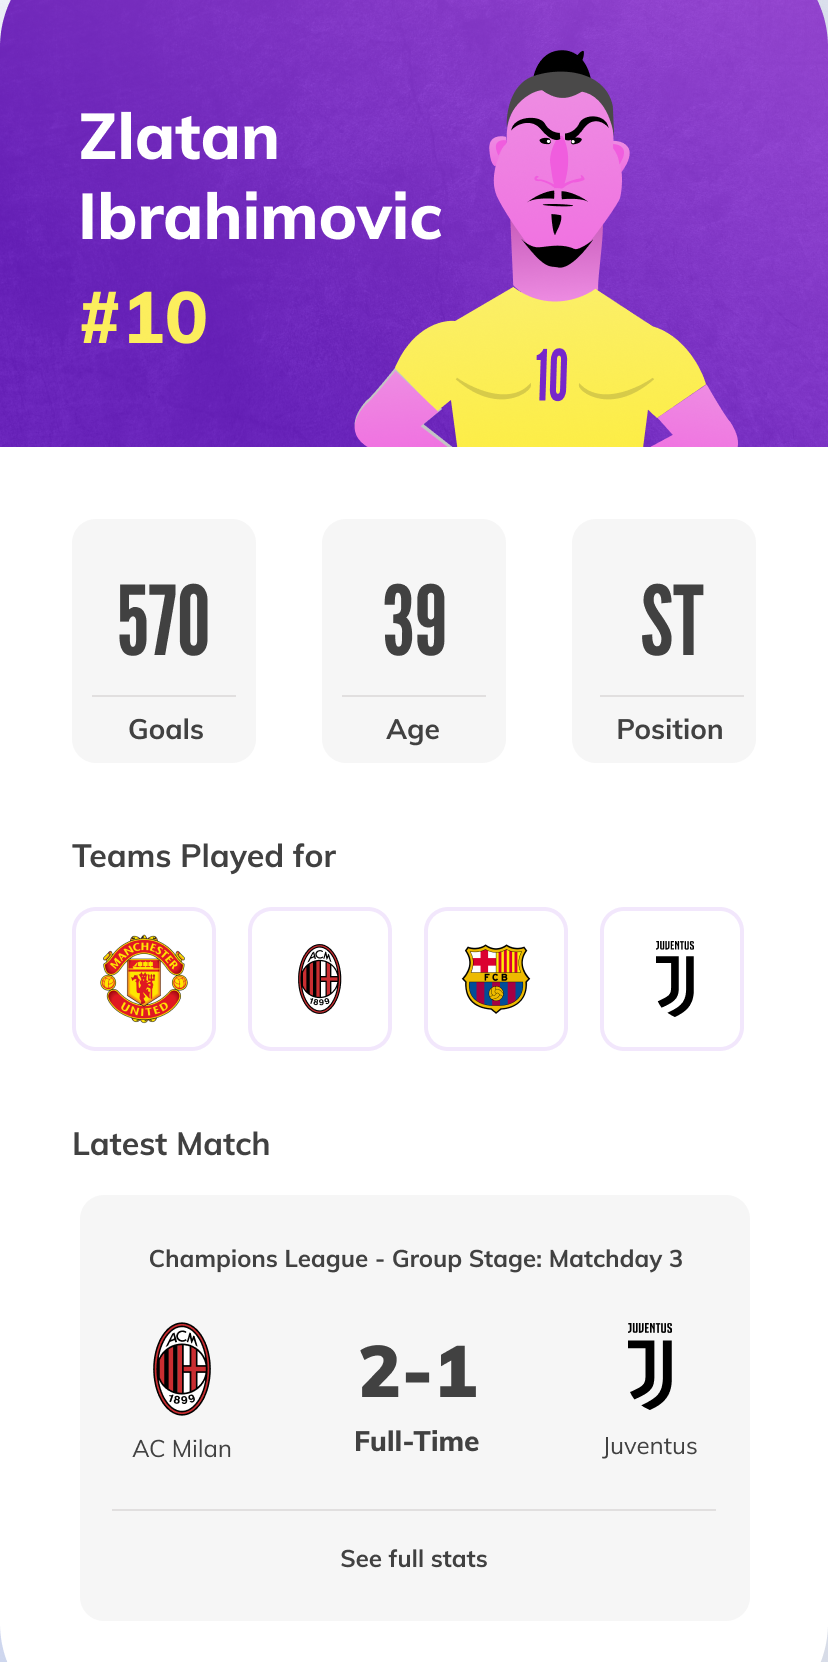 Zlatan
Ibrahimovic
#10
10
570
39
ST
Goals
Age
Position
Teams Played for
MANCHESTER
UNITED
ACM
1899
FCB
JUVENTUS
Latest Match
Champions League - Group Stage: Matchday 3
ACM
1899
2-1
JUVENTUS
Full-Time
AC Milan
Juventus
See full stats